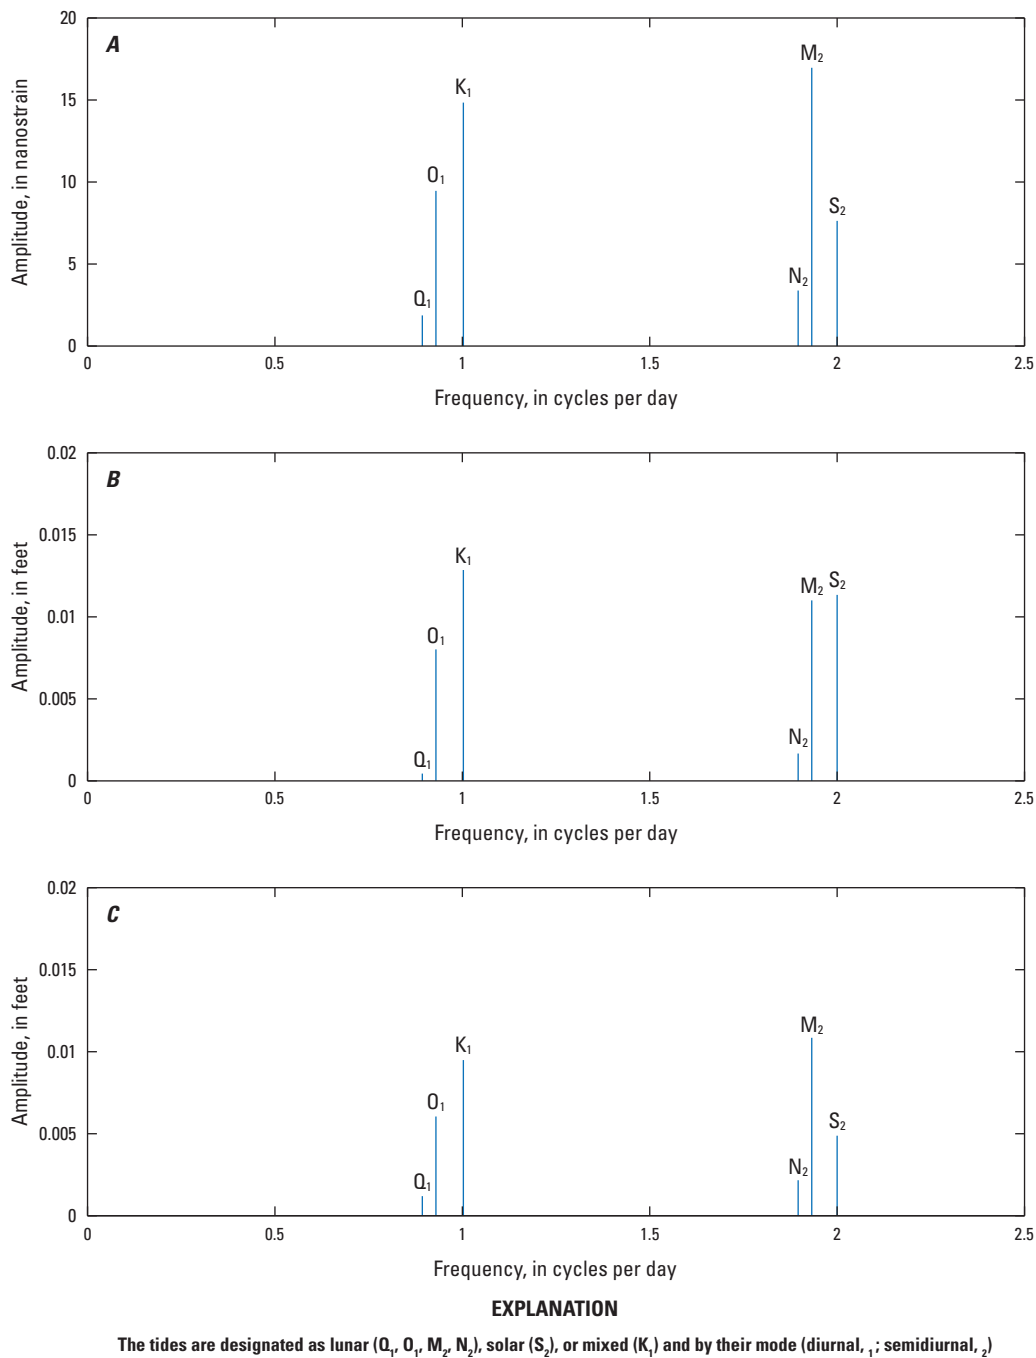 A
Amplitude, in nanostrain
20
15
10
5
0
Q₁
O₁
K₁
N₂
M₂
S₂
0 0.5 1 1.5 2 2.5
Frequency, in cycles per day
B
Amplitude, in feet
0.02
0.015
0.01
0.005
0
Q₁
O₁
K₁
N₂
M₂
S₂
0 0.5 1 1.5 2 2.5
Frequency, in cycles per day
C
Amplitude, in feet
0.02
0.015
0.01
0.005
0
Q₁
O₁
K₁
N₂
M₂
S₂
0 0.5 1 1.5 2 2.5
Frequency, in cycles per day
EXPLANATION
The tides are designated as lunar (Q₁, O₁, M₂, N₂), solar (S₂), or mixed (K₁) and by their mode (diurnal, ₁; semidiurnal, ₂)